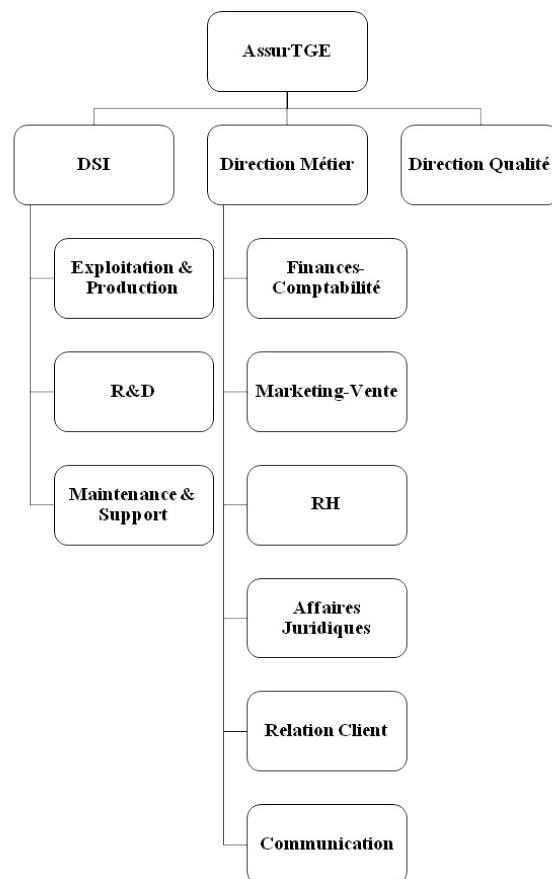 AssurTGE
DSI
Direction Métier
Direction Qualité
Exploitation &
Production
R&D
Maintenance &
Support
Finances-
Comptabilité
Marketing-Vente
RH
Affaires
Juridiques
Relation Client
Communication